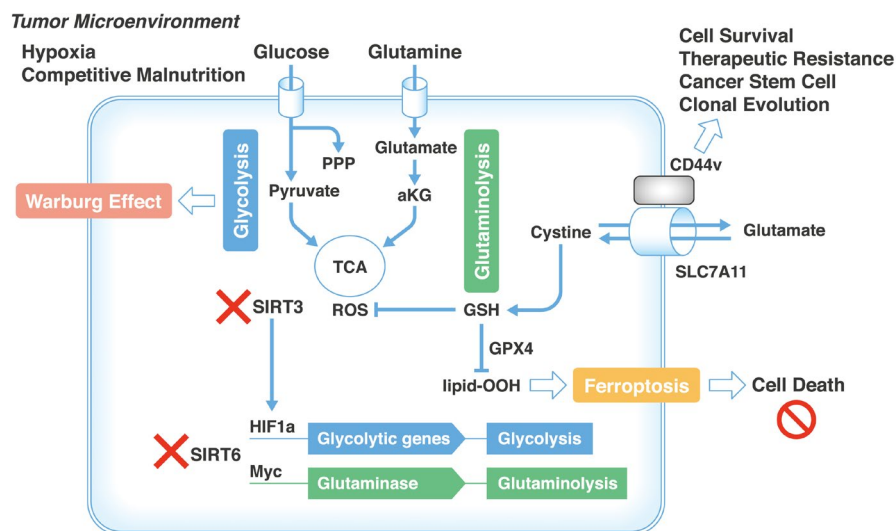 Tumor Microenvironment
Hypoxia
Competitive Malnutrition
Glucose
Glutamine
Cell Survival
Therapeutic Resistance
Cancer Stem Cell
Clonal Evolution
Glycolysis
PPP
Pyruvate
Glutamate
aKG
Glutaminolysis
CD44v
Warburg Effect
Cystine
Glutamate
SLC7A11
TCA
SIRT3
ROS
GSH
GPX4
lipid-OOH
Ferroptosis
Cell Death
HIF1a
Glycolytic genes
Glycolysis
SIRT6
Myc
Glutaminase
Glutaminolysis